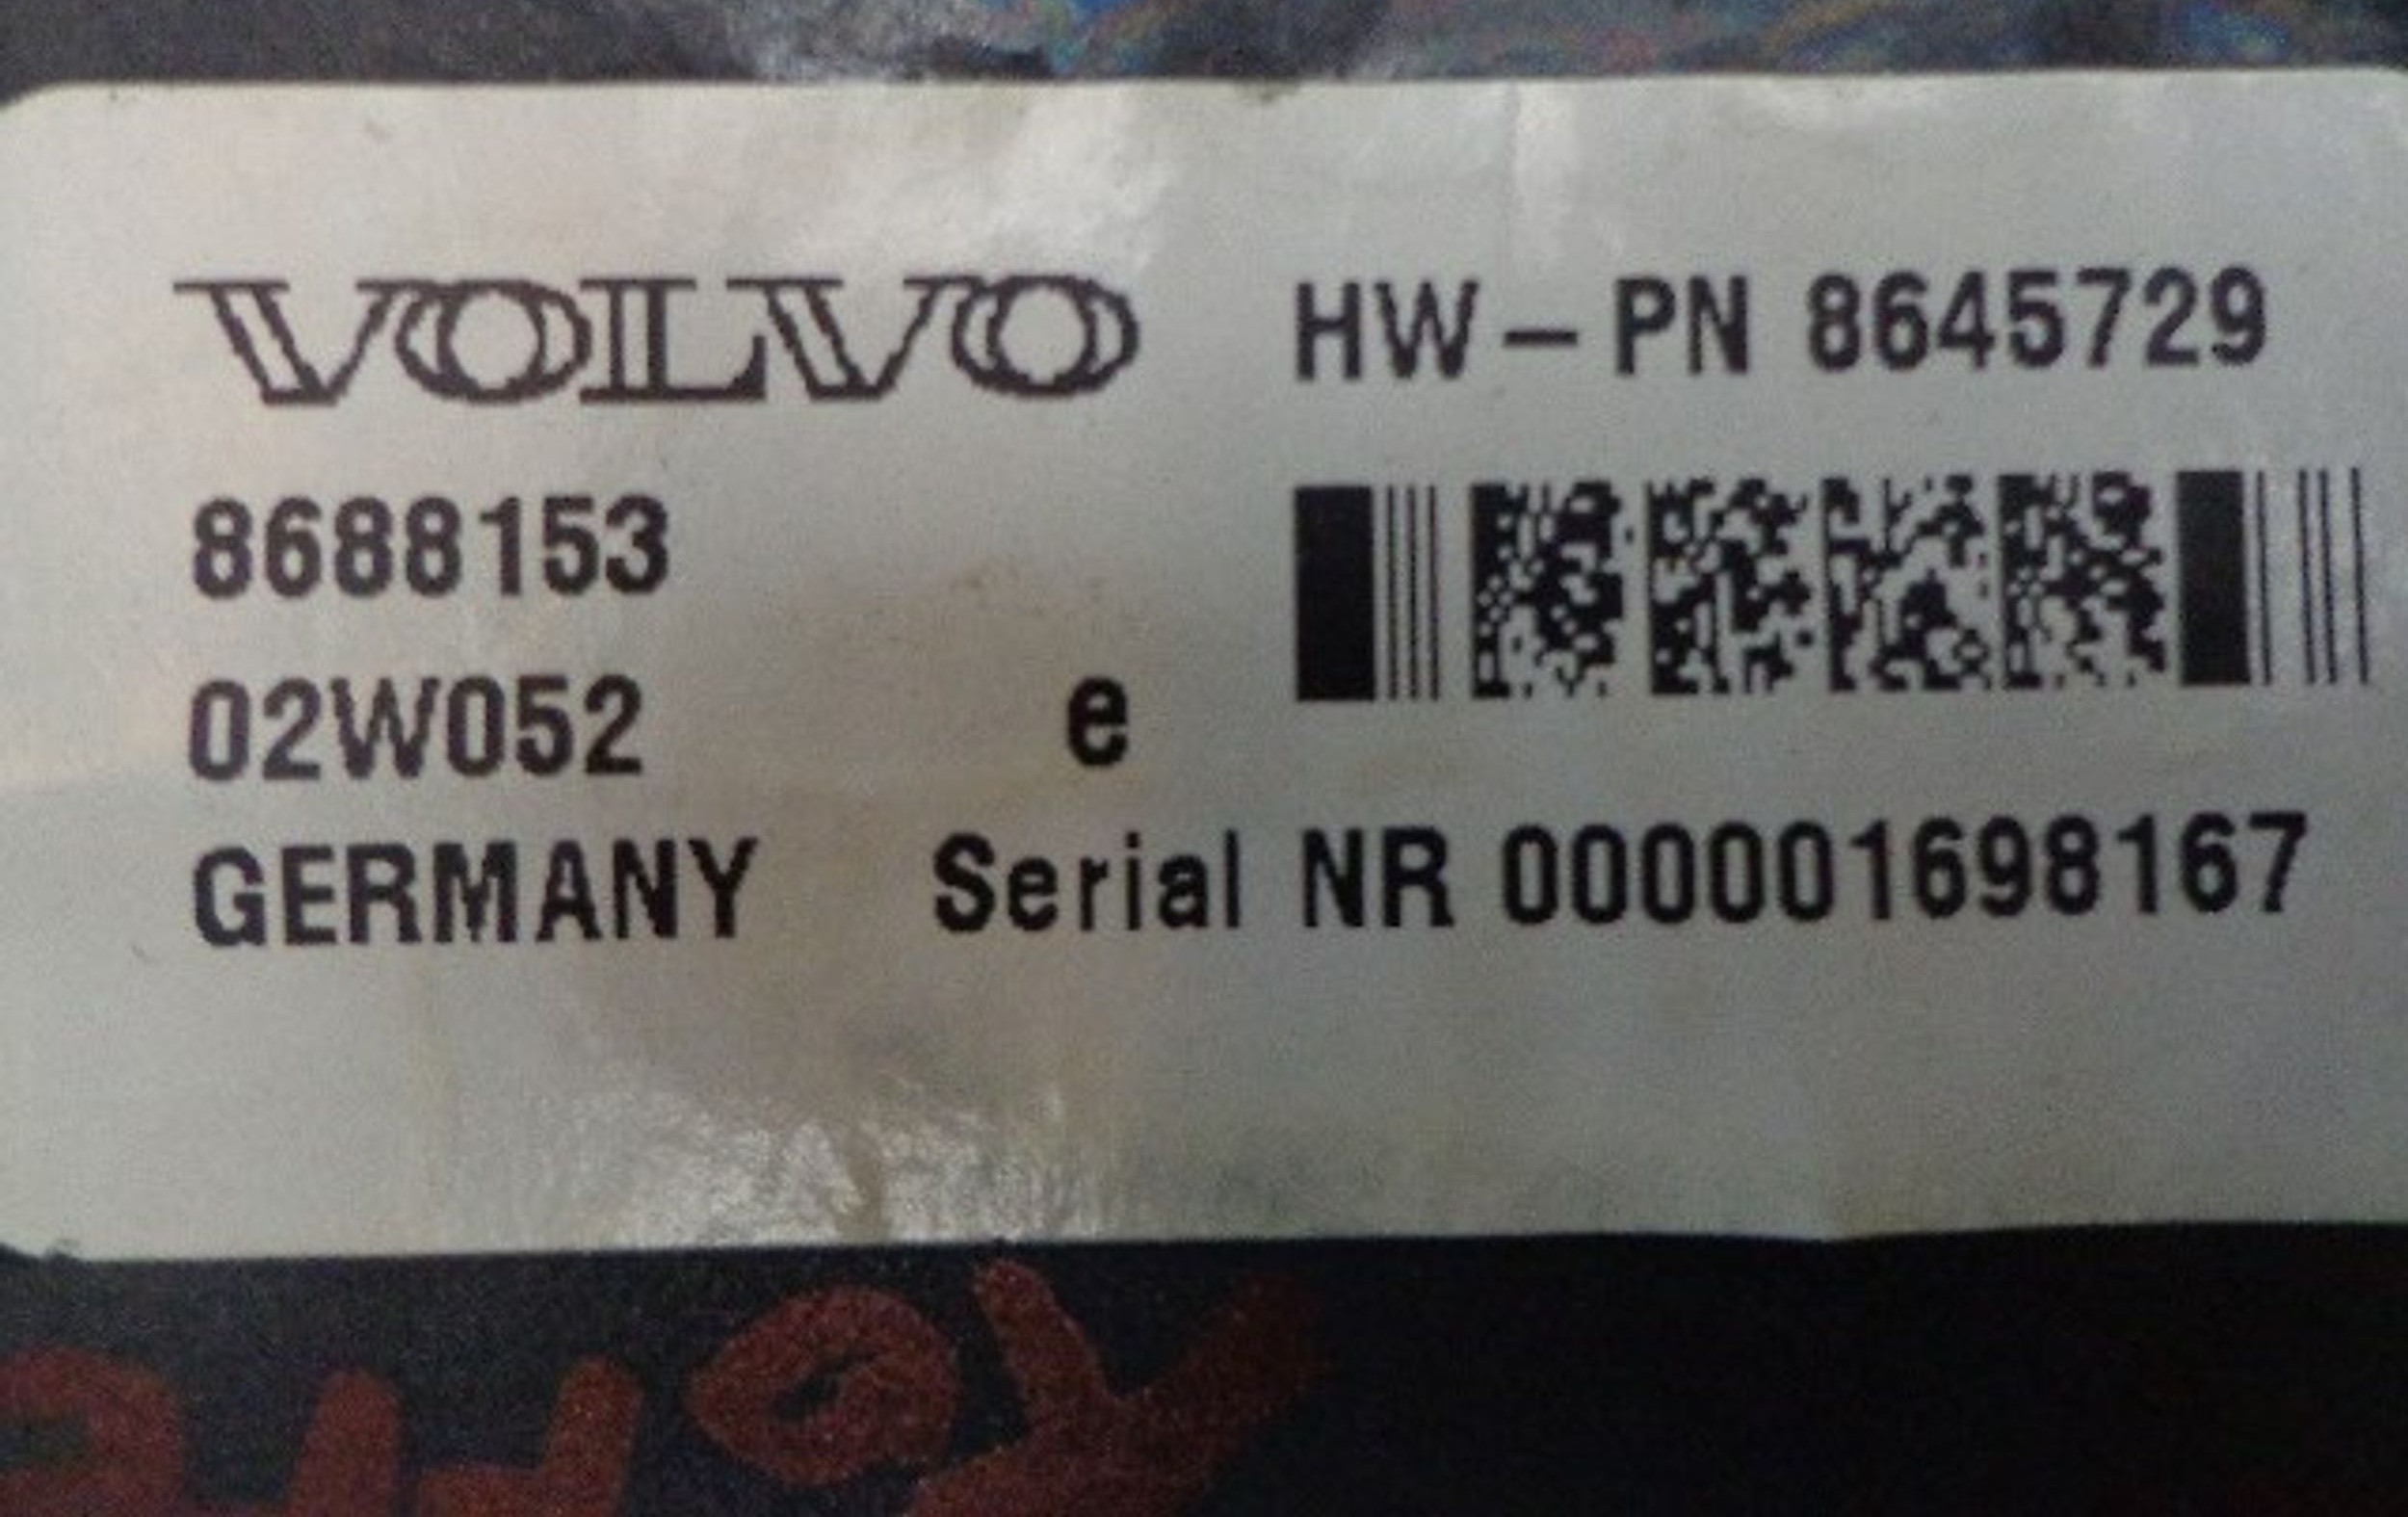 VOLVO
HW-PN 8645729
8688153
02W052 e
GERMANY Serial NR 000001698167